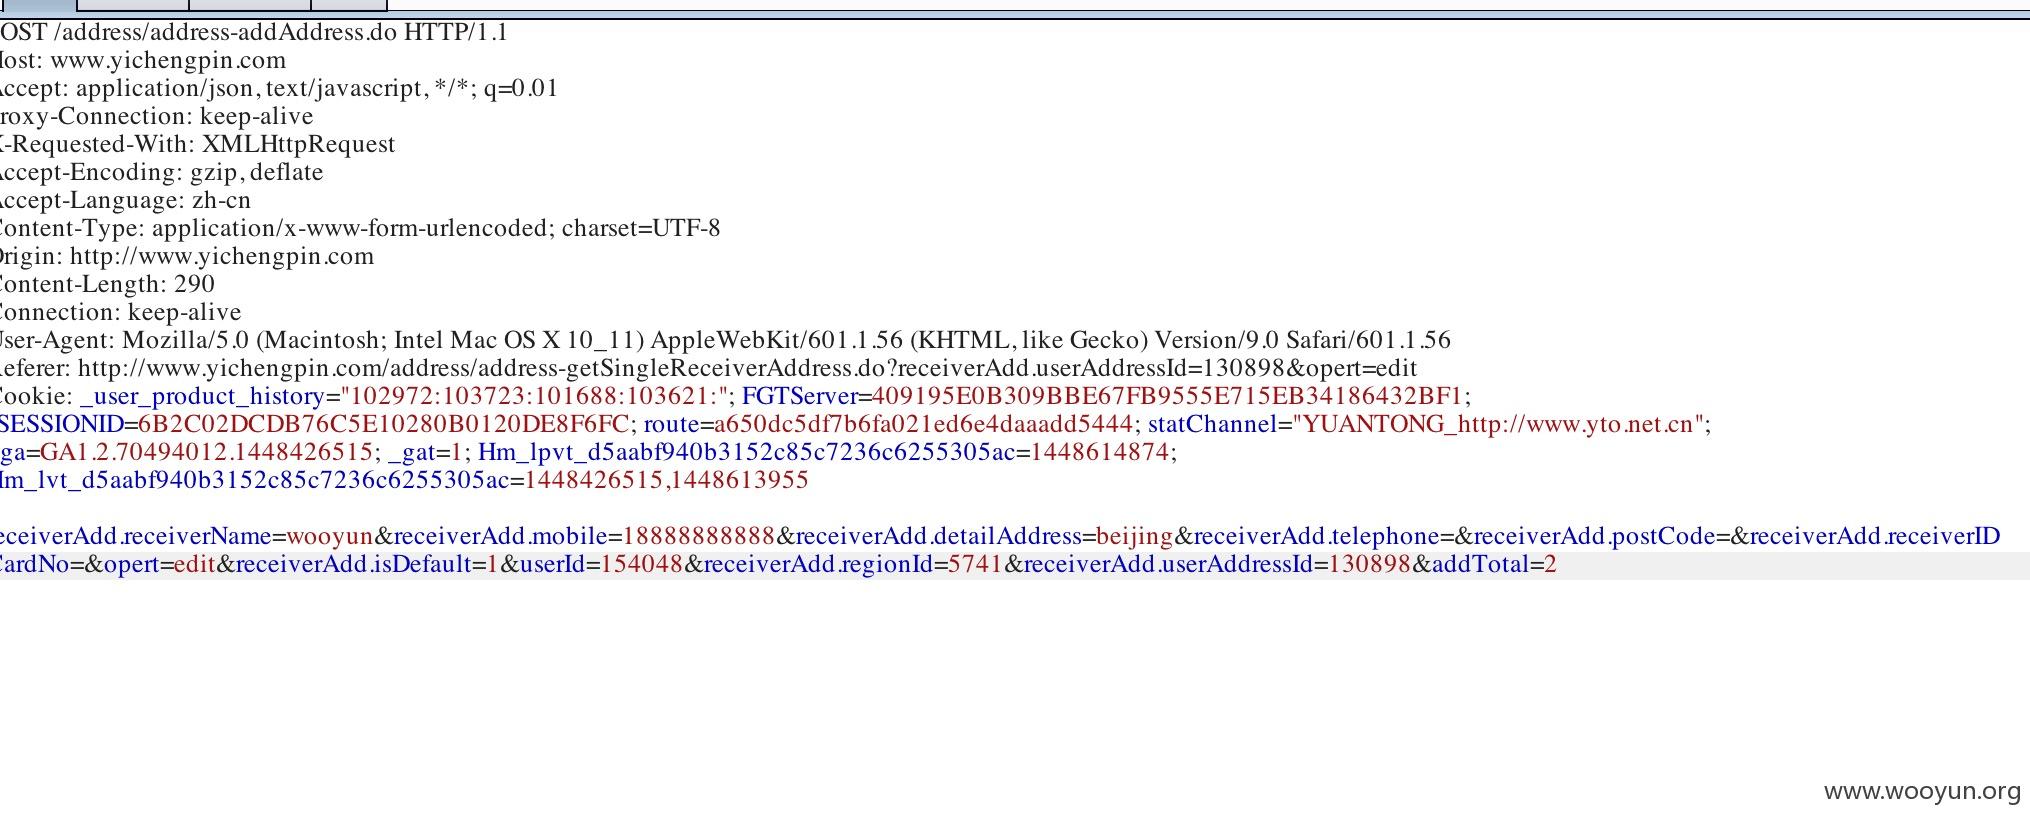 OST /address/address-addAddress.do HTTP/1.1
ost: www.yichengpin.com
ccept: application/json, text/javascript, */*; q=0.01
roxy-Connection: keep-alive
-Requested-With: XMLHttpRequest
ccept-Encoding: gzip, deflate
ccept-Language: zh-cn
ontent-Type: application/x-www-form-urlencoded; charset=UTF-8
rigin: http://www.yichengpin.com
ontent-Length: 290
onnection: keep-alive
ser-Agent: Mozilla/5.0 (Macintosh; Intel Mac OS X 10_11) AppleWebKit/601.1.56 (KHTML, like Gecko) Version/9.0 Safari/601.1.56
eferer: http://www.yichengpin.com/address/address-getSingleReceiverAddress.do?receiverAdd.userAddressId=130898&opert=edit
ookie: _user_product_history="102972:103723:101688:103621:"; FGTServer=409195E0B309BBE67FB9555E715EB34186432BF1;
SESSIONID=6B2C02DCDB76C5E10280B0120DE8F6FC; route=a650dc5df7b6fa021ed6e4daaadd5444; statChannel="YUANTONG_http://www.yto.net.cn";
ga=GA1.2.70494012.1448426515; _gat=1; Hm_lpvt_d5aabf940b3152c85c7236c6255305ac=1448614874;
m_lvt_d5aabf940b3152c85c7236c6255305ac=1448426515,1448613955
eceiverAdd.receiverName=wooyun&receiverAdd.mobile=18888888888&receiverAdd.detailAddress=beijing&receiverAdd.telephone=&receiverAdd.postCode=&receiverAdd.receiverID
ardNo=&opert=edit&receiverAdd.isDefault=1&userId=154048&receiverAdd.regionId=5741&receiverAdd.userAddressId=130898&addTotal=2
www.wooyun.org